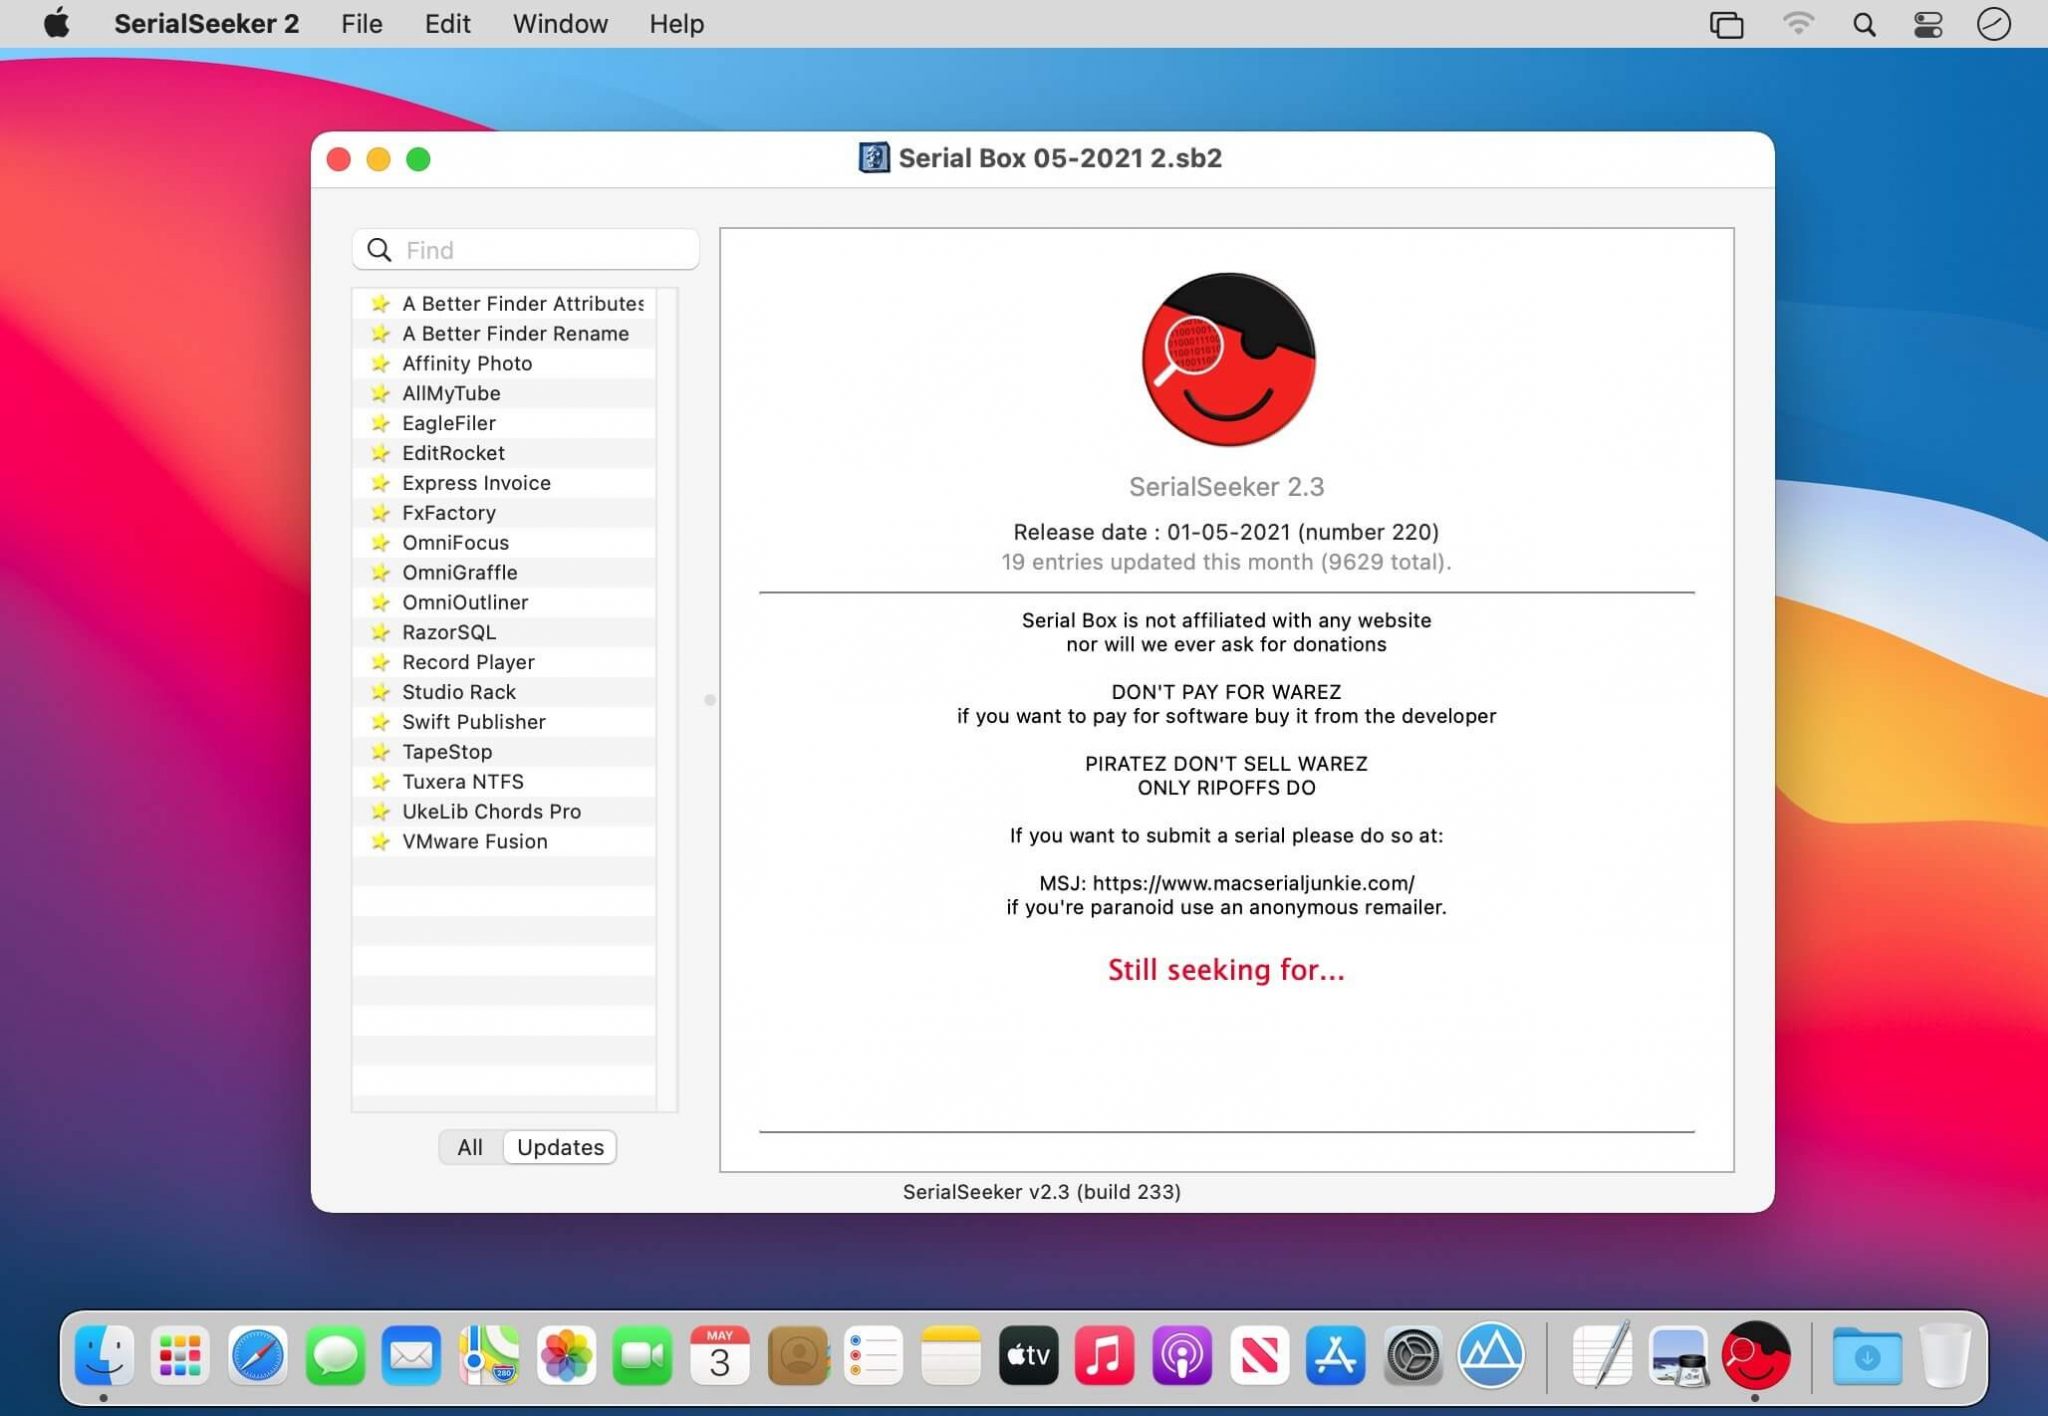 SerialSeeker 2 File Edit Window Help
Serial Box 05-2021 2.sb2
Find
A Better Finder Attributes
A Better Finder Rename
Affinity Photo
AllMyTube
EagleFiler
EditRocket
Express Invoice
FxFactory
OmniFocus
OmniGraffle
OmniOutliner
RazorSQL
Record Player
Studio Rack
Swift Publisher
TapeStop
Tuxera NTFS
UkeLib Chords Pro
VMware Fusion
All Updates
SerialSeeker 2.3
Release date : 01-05-2021 (number 220)
19 entries updated this month (9629 total).
Serial Box is not affiliated with any website
nor will we ever ask for donations
DON'T PAY FOR WAREZ
if you want to pay for software buy it from the developer
PIRATEZ DON'T SELL WAREZ
ONLY RIPOFFS DO
If you want to submit a serial please do so at:
MSJ: https://www.macserialjunkie.com/
if you're paranoid use an anonymous remailer.
Still seeking for...
SerialSeeker v2.3 (build 233)
280
MAY
3
tv